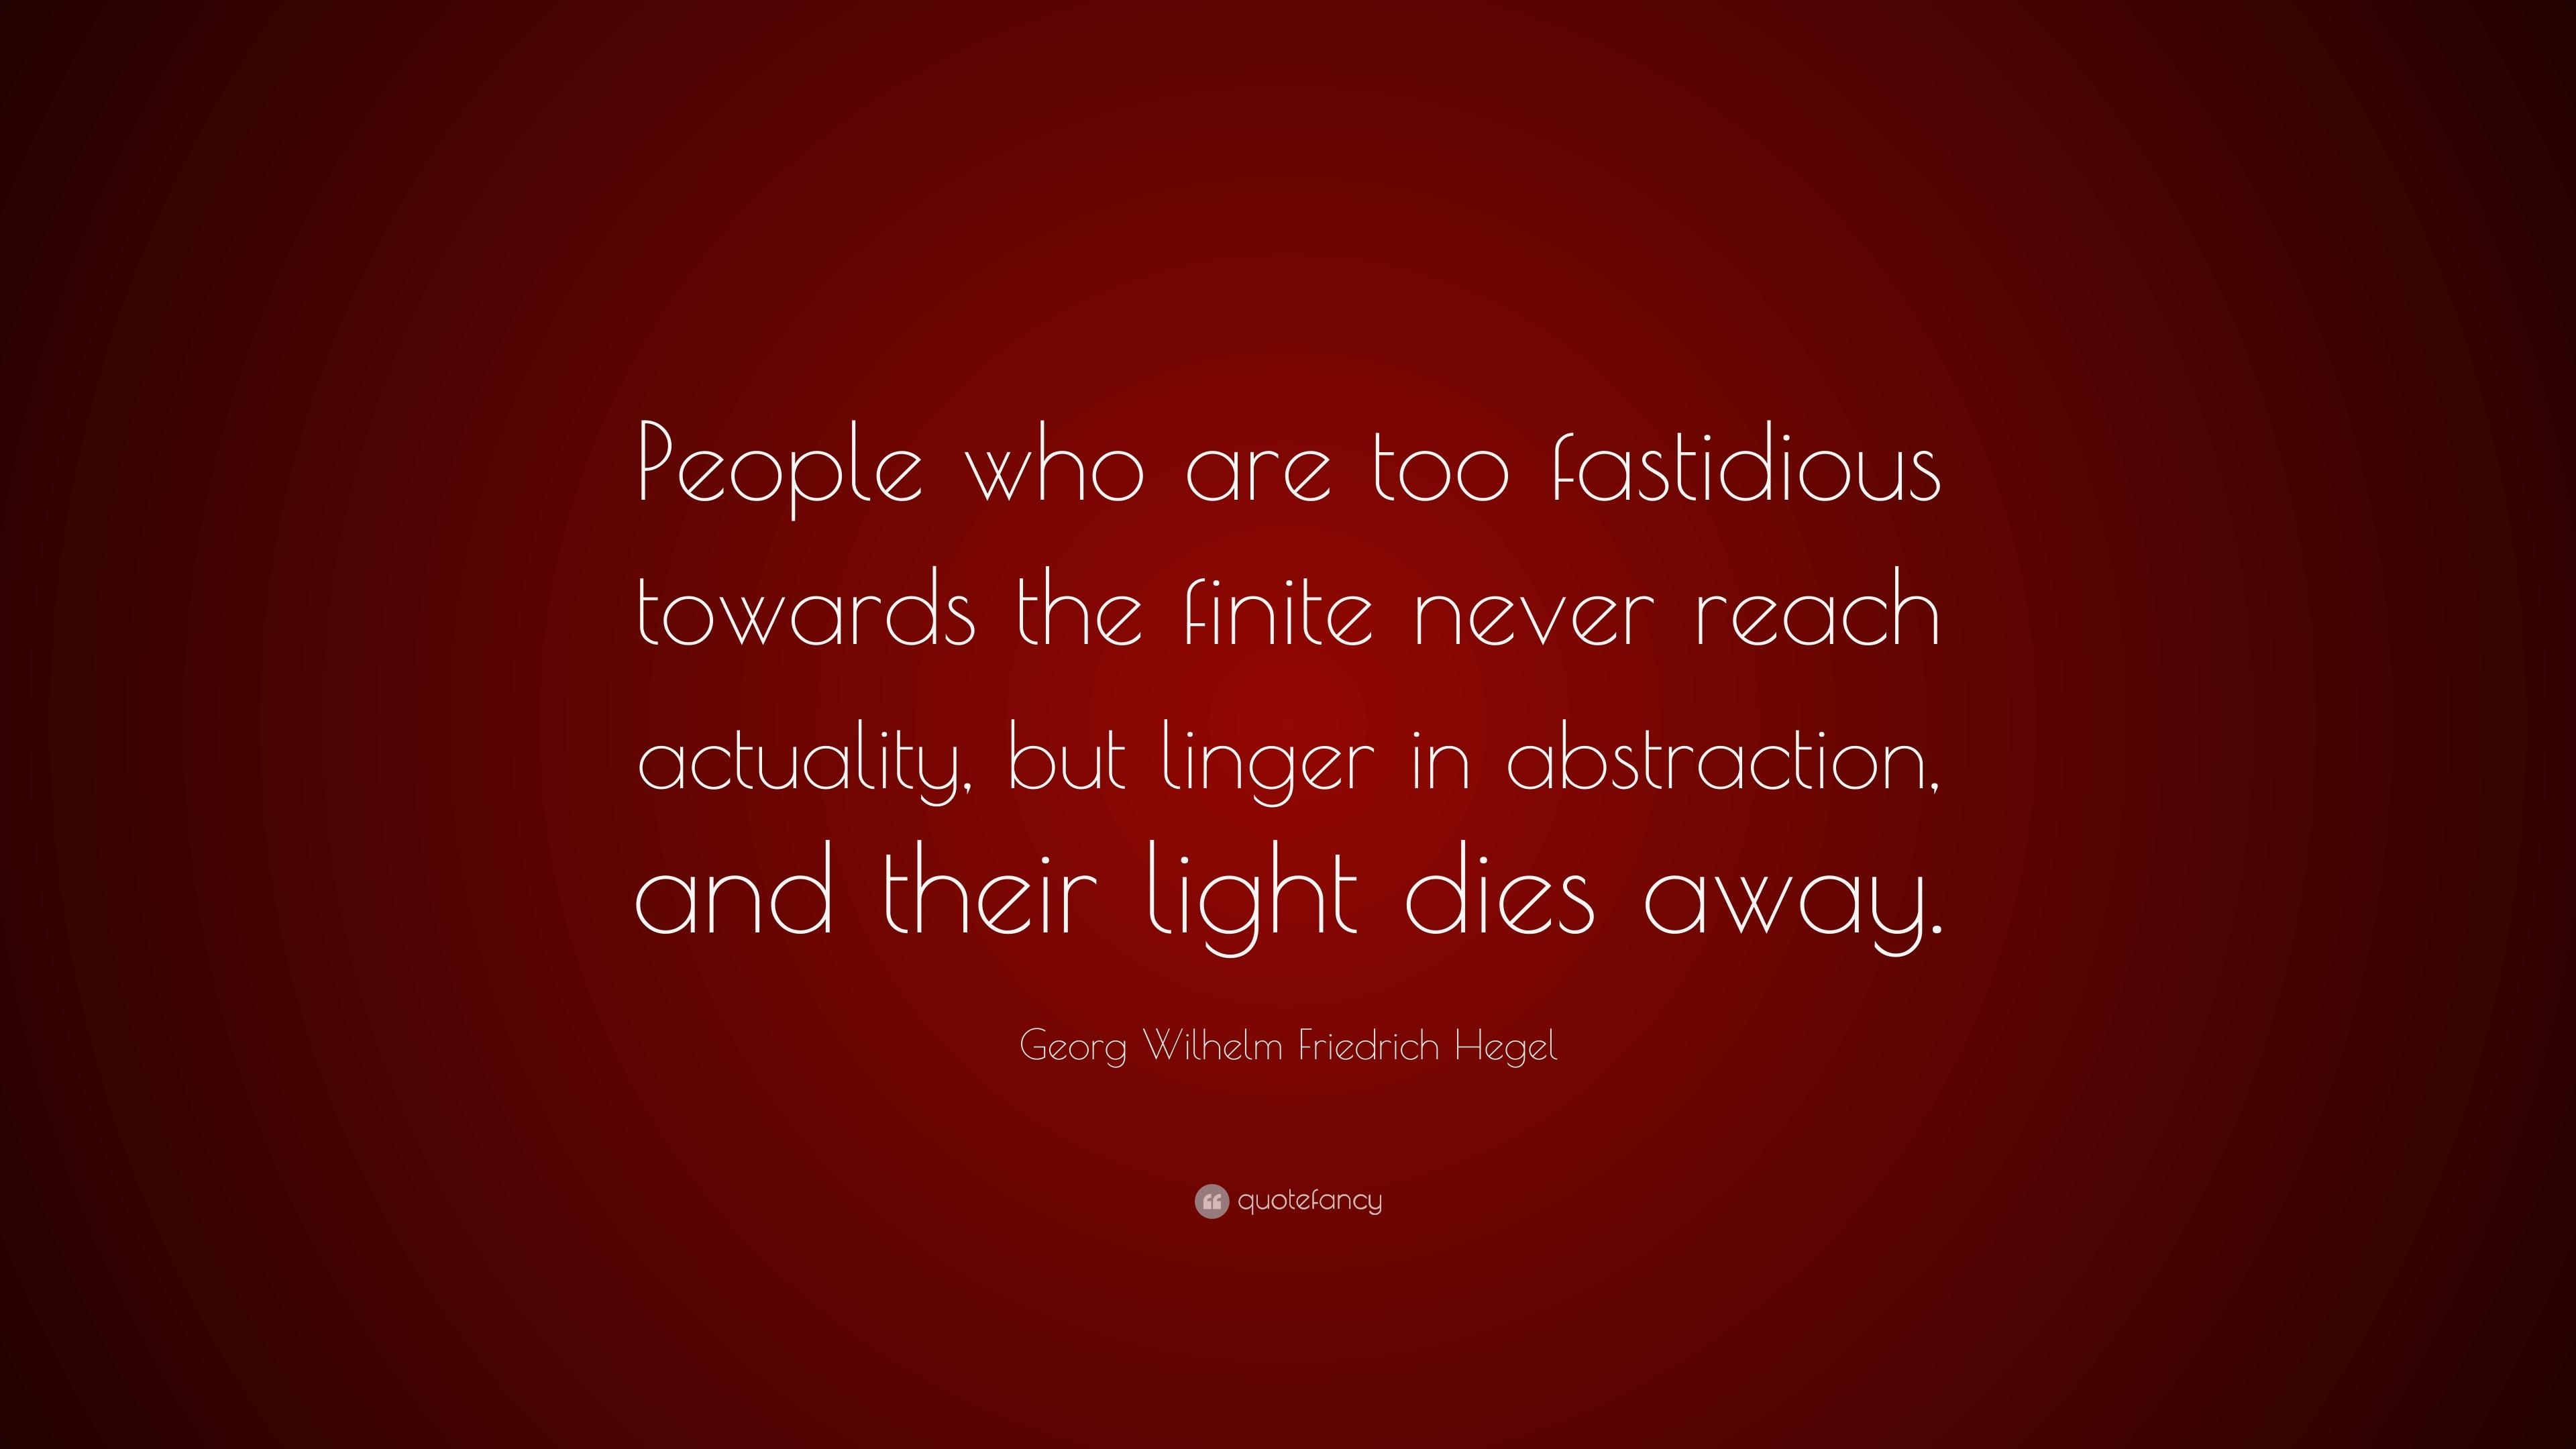 People who are too fastidious
towards the finite never reach
actuality, but linger in abstraction,
and their light dies away.
Georg Wilhelm Friedrich Hegel
quotefancy